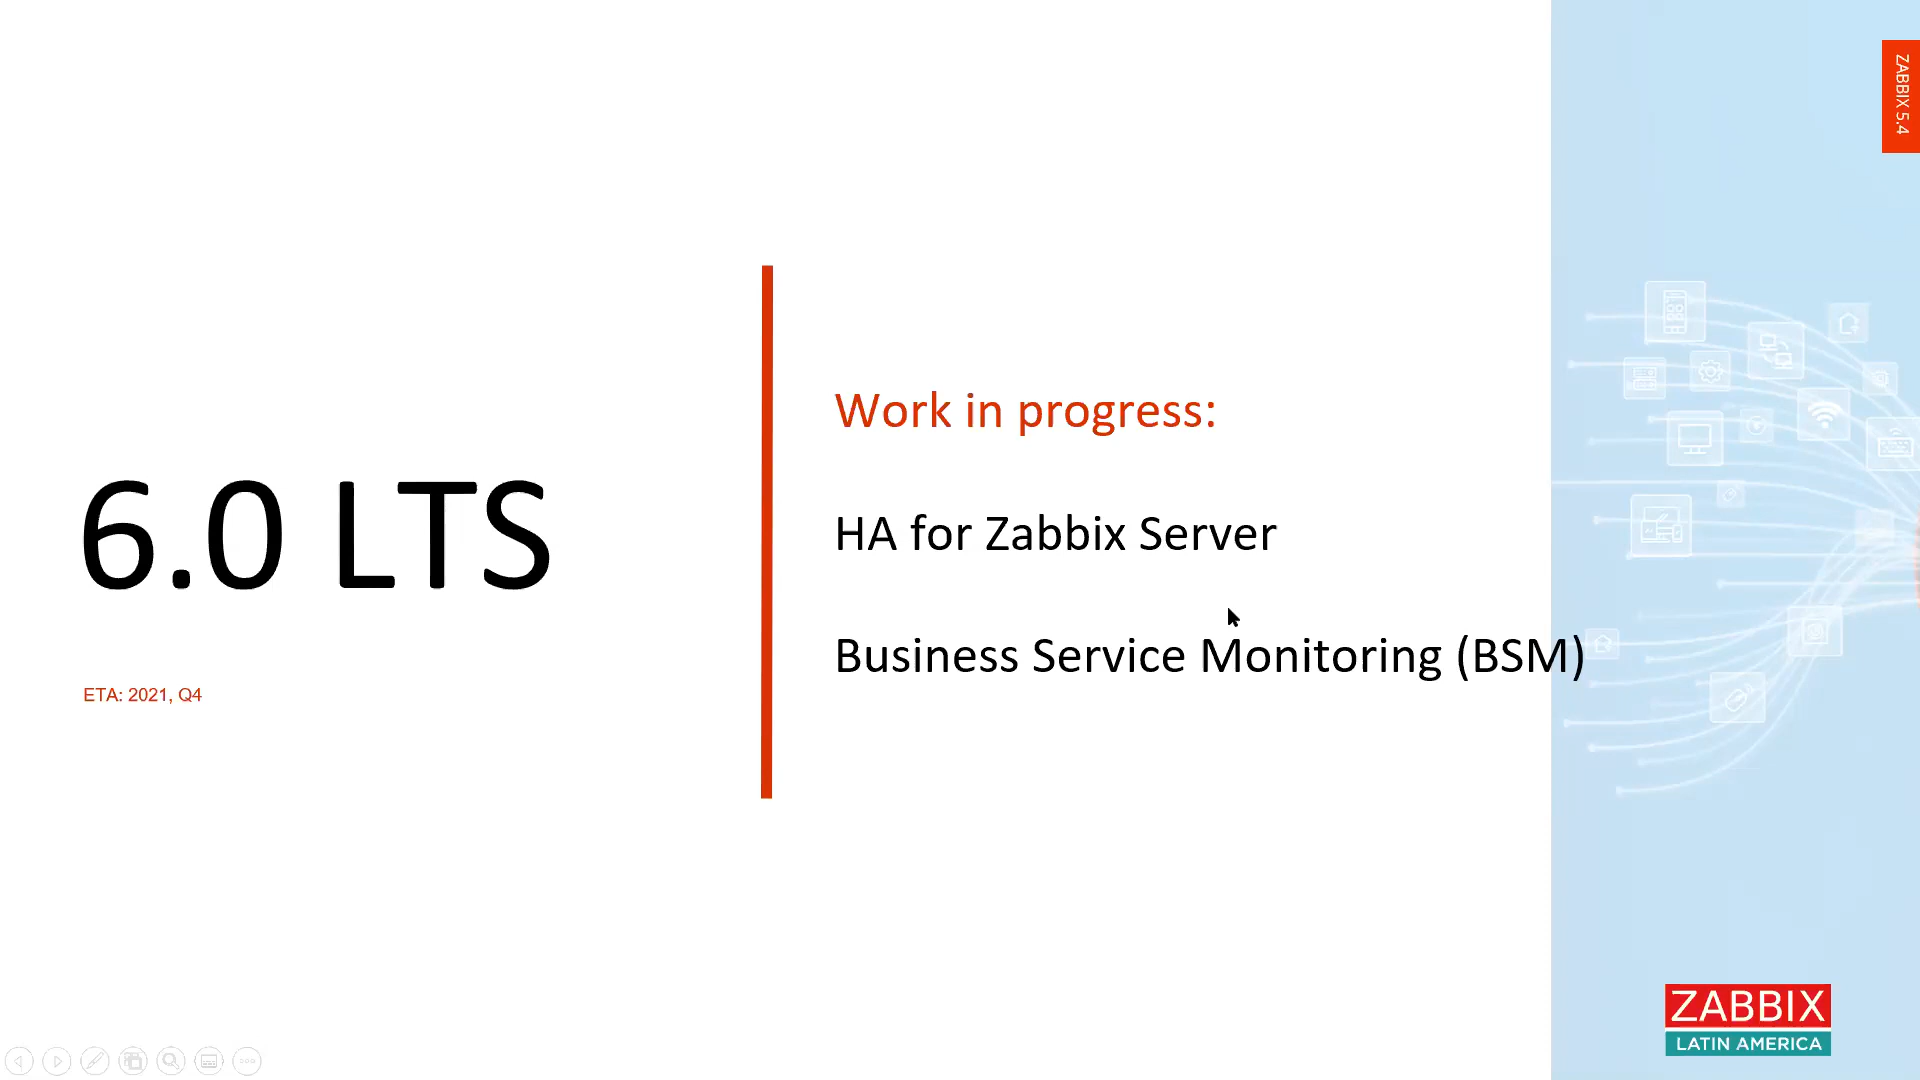 ZABBIX 5.4
6.0 LTS
ETA: 2021, Q4
Work in progress:
HA for Zabbix Server
Business Service Monitoring (BSM)
ZABBIX
LATIN AMERICA